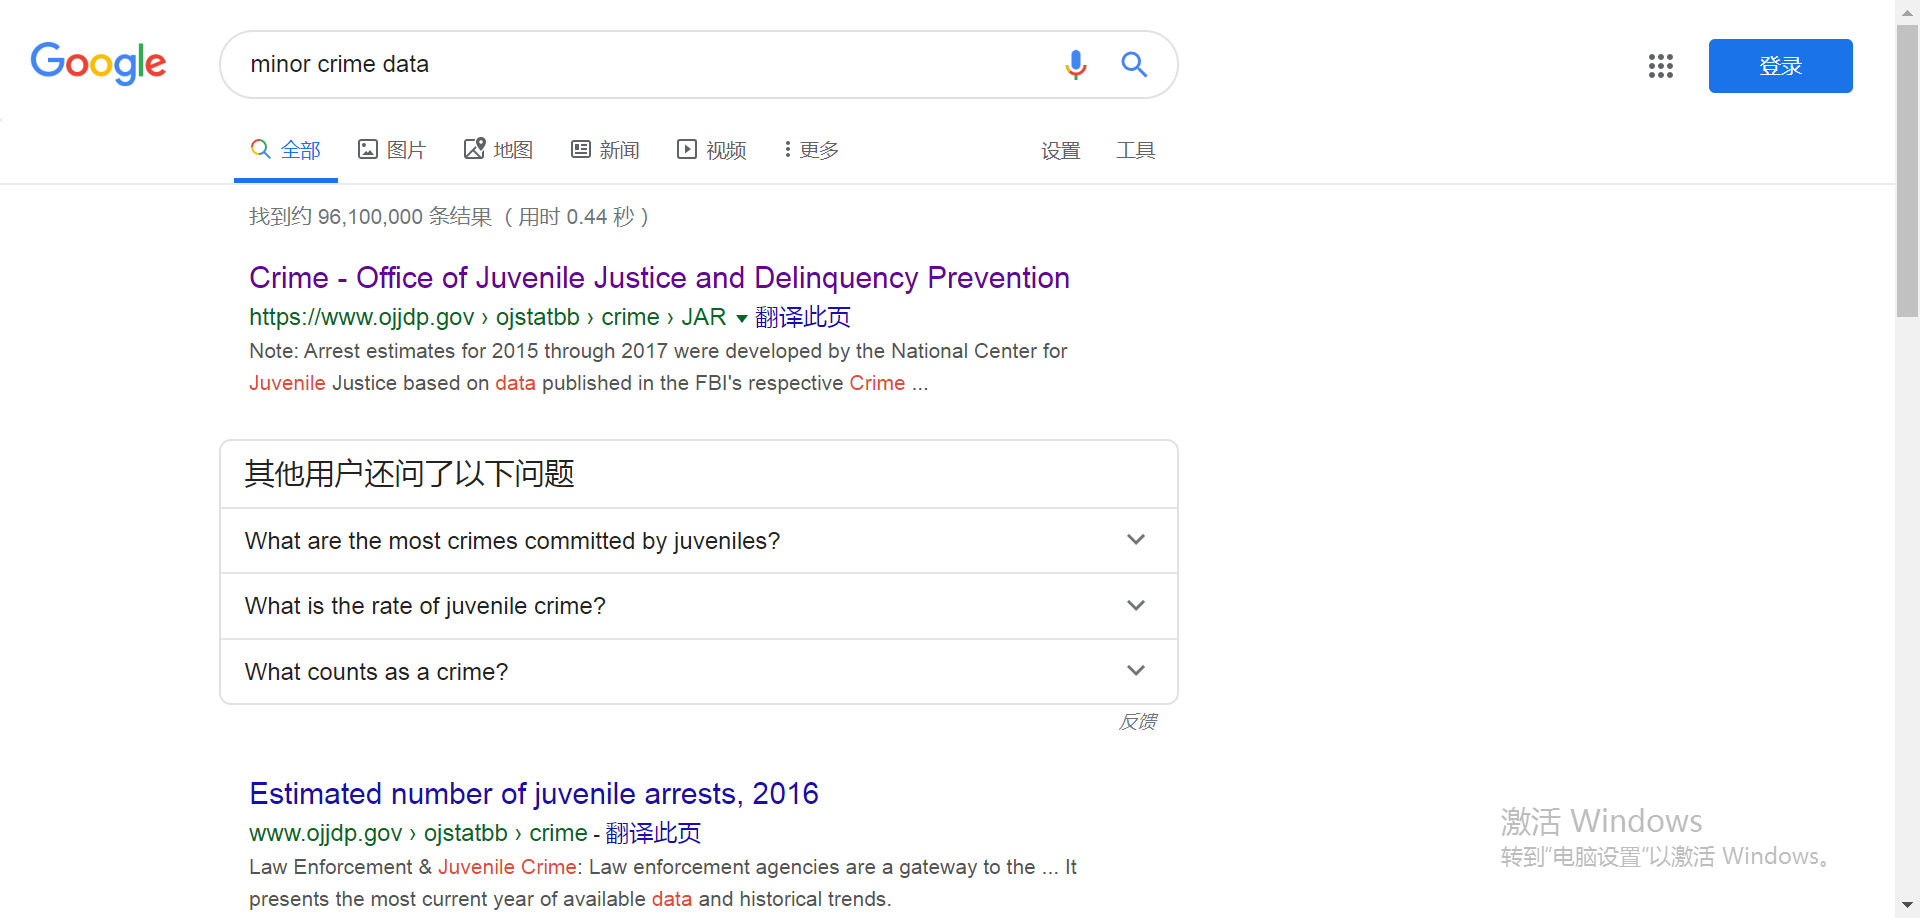 Google
minor crime data
登录
全部 图片 地图 新闻 视频 更多 设置 工具
找到约 96,100,000 条结果 （用时 0.44 秒）
Crime - Office of Juvenile Justice and Delinquency Prevention
https://www.ojjdp.gov › ojstatbb › crime › JAR 翻译此页
Note: Arrest estimates for 2015 through 2017 were developed by the National Center for
Juvenile Justice based on data published in the FBI's respective Crime ...
其他用户还问了以下问题
What are the most crimes committed by juveniles?
What is the rate of juvenile crime?
What counts as a crime?
反馈
Estimated number of juvenile arrests, 2016
www.ojjdp.gov › ojstatbb › crime - 翻译此页
Law Enforcement & Juvenile Crime: Law enforcement agencies are a gateway to the ... It
presents the most current year of available data and historical trends.
激活 Windows
转到“电脑设置”以激活 Windows。